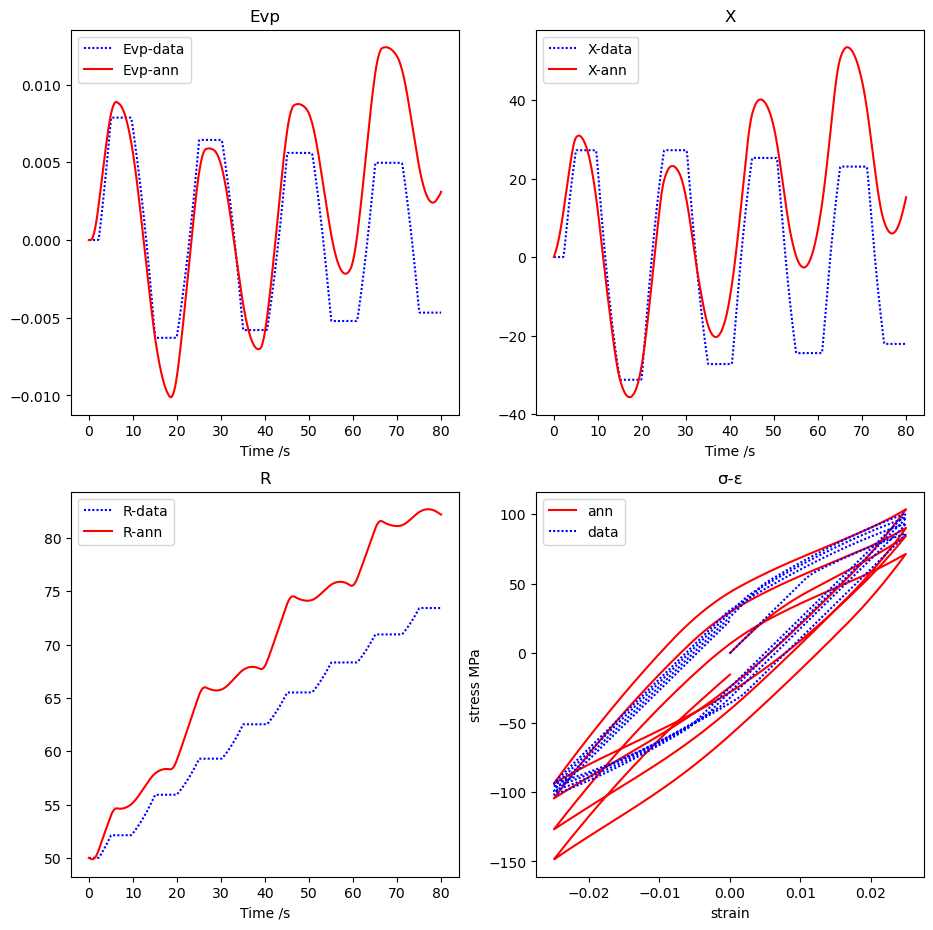 Evp
Evp-data
Evp-ann
0.010
0.005
0.000
−0.005
−0.010
0 10 20 30 40 50 60 70 80
Time /s
X
X-data
X-ann
40
20
0
−20
−40
0 10 20 30 40 50 60 70 80
Time /s
R
R-data
R-ann
80
75
70
65
60
55
50
0 10 20 30 40 50 60 70 80
Time /s
σ-ε
ann
data
stress MPa
100
50
0
−50
−100
−150
−0.02 −0.01 0.00 0.01 0.02
strain